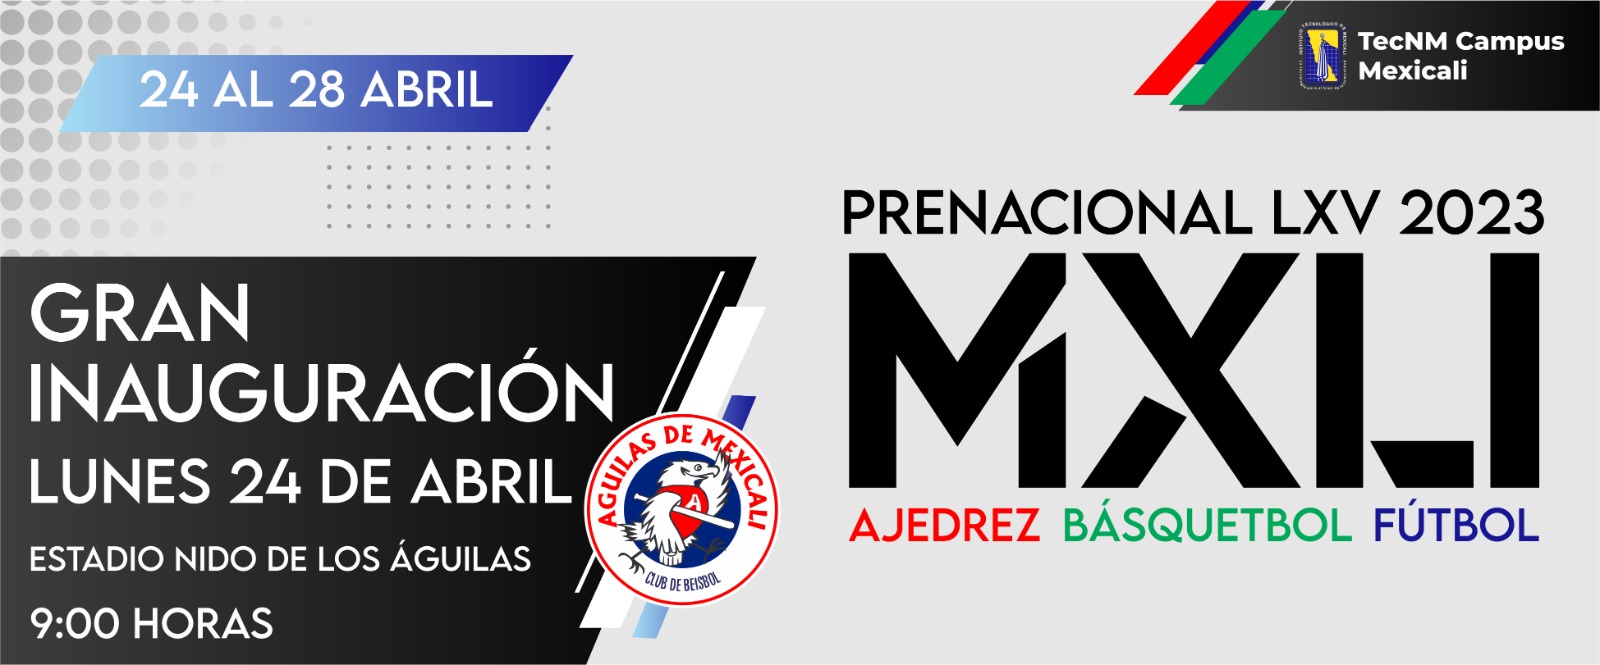 24 AL 28 ABRIL
TecNM Campus
Mexicali
PRENACIONAL LXV 2023
MXLI
AJEDREZ BÁSQUETBOL FÚTBOL
GRAN
INAUGURACIÓN
LUNES 24 DE ABRIL
ESTADIO NIDO DE LOS ÁGUILAS
9:00 HORAS
AGUILAS DE MEXICALI
A
CLUB DE BEISBOL